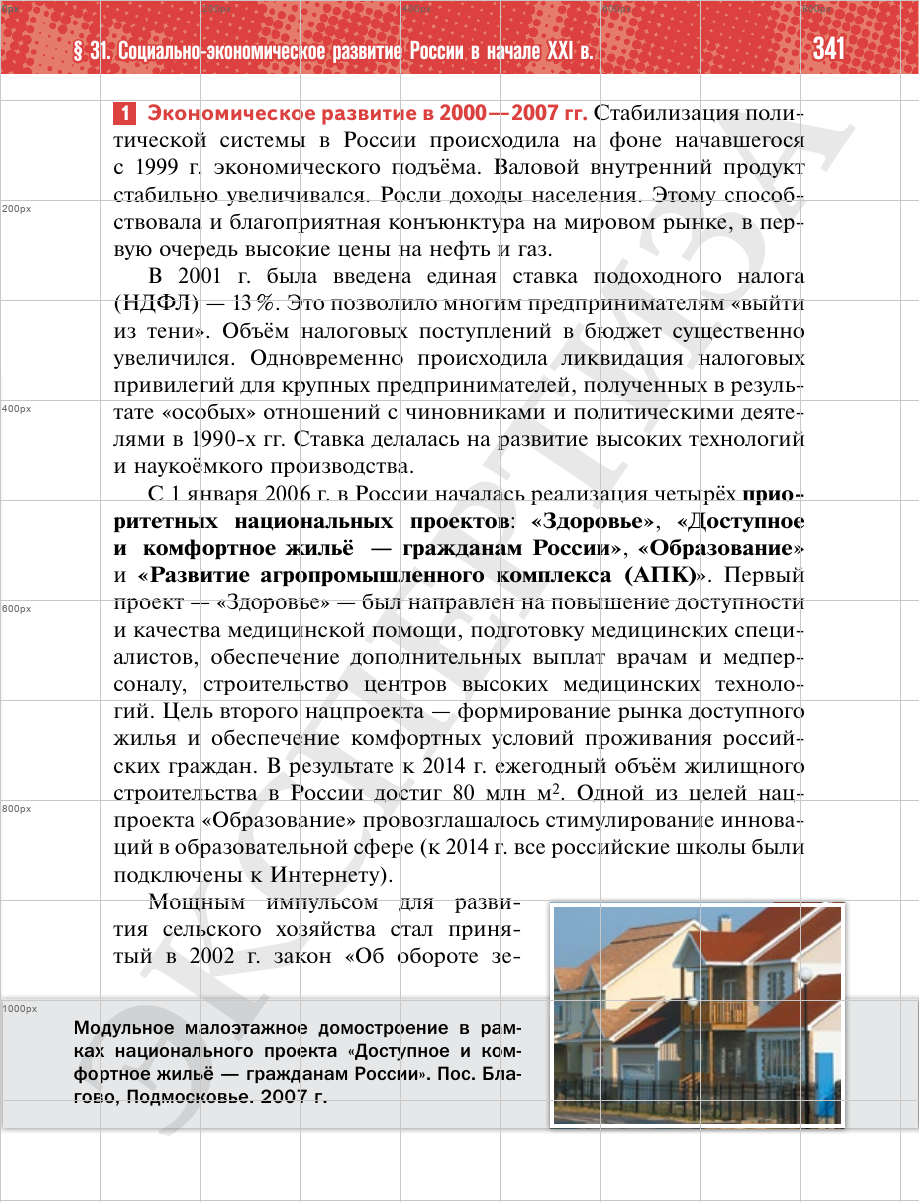 § 31. Социально-экономическое развитие России в начале XXI в.
341
1 Экономическое развитие в 2000—2007 гг. Стабилизация поли-
тической системы в России происходила на фоне начавшегося
с 1999 г. экономического подъёма. Валовой внутренний продукт
стабильно увеличивался. Росли доходы населения. Этому способ-
ствовала и благоприятная конъюнктура на мировом рынке, в пер-
вую очередь высокие цены на нефть и газ.
В 2001 г. была введена единая ставка подоходного налога
(НДФЛ) — 13 %. Это позволило многим предпринимателям «выйти
из тени». Объём налоговых поступлений в бюджет существенно
увеличился. Одновременно происходила ликвидация налоговых
привилегий для крупных предпринимателей, полученных в резуль-
тате «особых» отношений с чиновниками и политическими деяте-
лями в 1990-х гг. Ставка делалась на развитие высоких технологий
и наукоёмкого производства.
С 1 января 2006 г. в России началась реализация четырёх прио-
ритетных национальных проектов: «Здоровье», «Доступное
и комфортное жильё — гражданам России», «Образование»
и «Развитие агропромышленного комплекса (АПК)». Первый
проект — «Здоровье» — был направлен на повышение доступности
и качества медицинской помощи, подготовку медицинских специ-
алистов, обеспечение дополнительных выплат врачам и медпер-
соналу, строительство центров высоких медицинских техноло-
гий. Цель второго нацпроекта — формирование рынка доступного
жилья и обеспечение комфортных условий проживания россий-
ских граждан. В результате к 2014 г. ежегодный объём жилищного
строительства в России достиг 80 млн м². Одной из целей нац-
проекта «Образование» провозглашалось стимулирование иннова-
ций в образовательной сфере (к 2014 г. все российские школы были
подключены к Интернету).
Мощным импульсом для разви-
тия сельского хозяйства стал приня-
тый в 2002 г. закон «Об обороте зе-
Модульное малоэтажное домостроение в рам-
ках национального проекта «Доступное и ком-
фортное жильё — гражданам России». Пос. Бла-
гово, Подмосковье. 2007 г.
ЭКСПЕРТИЗА
200px
400px
600px
800px
1000px